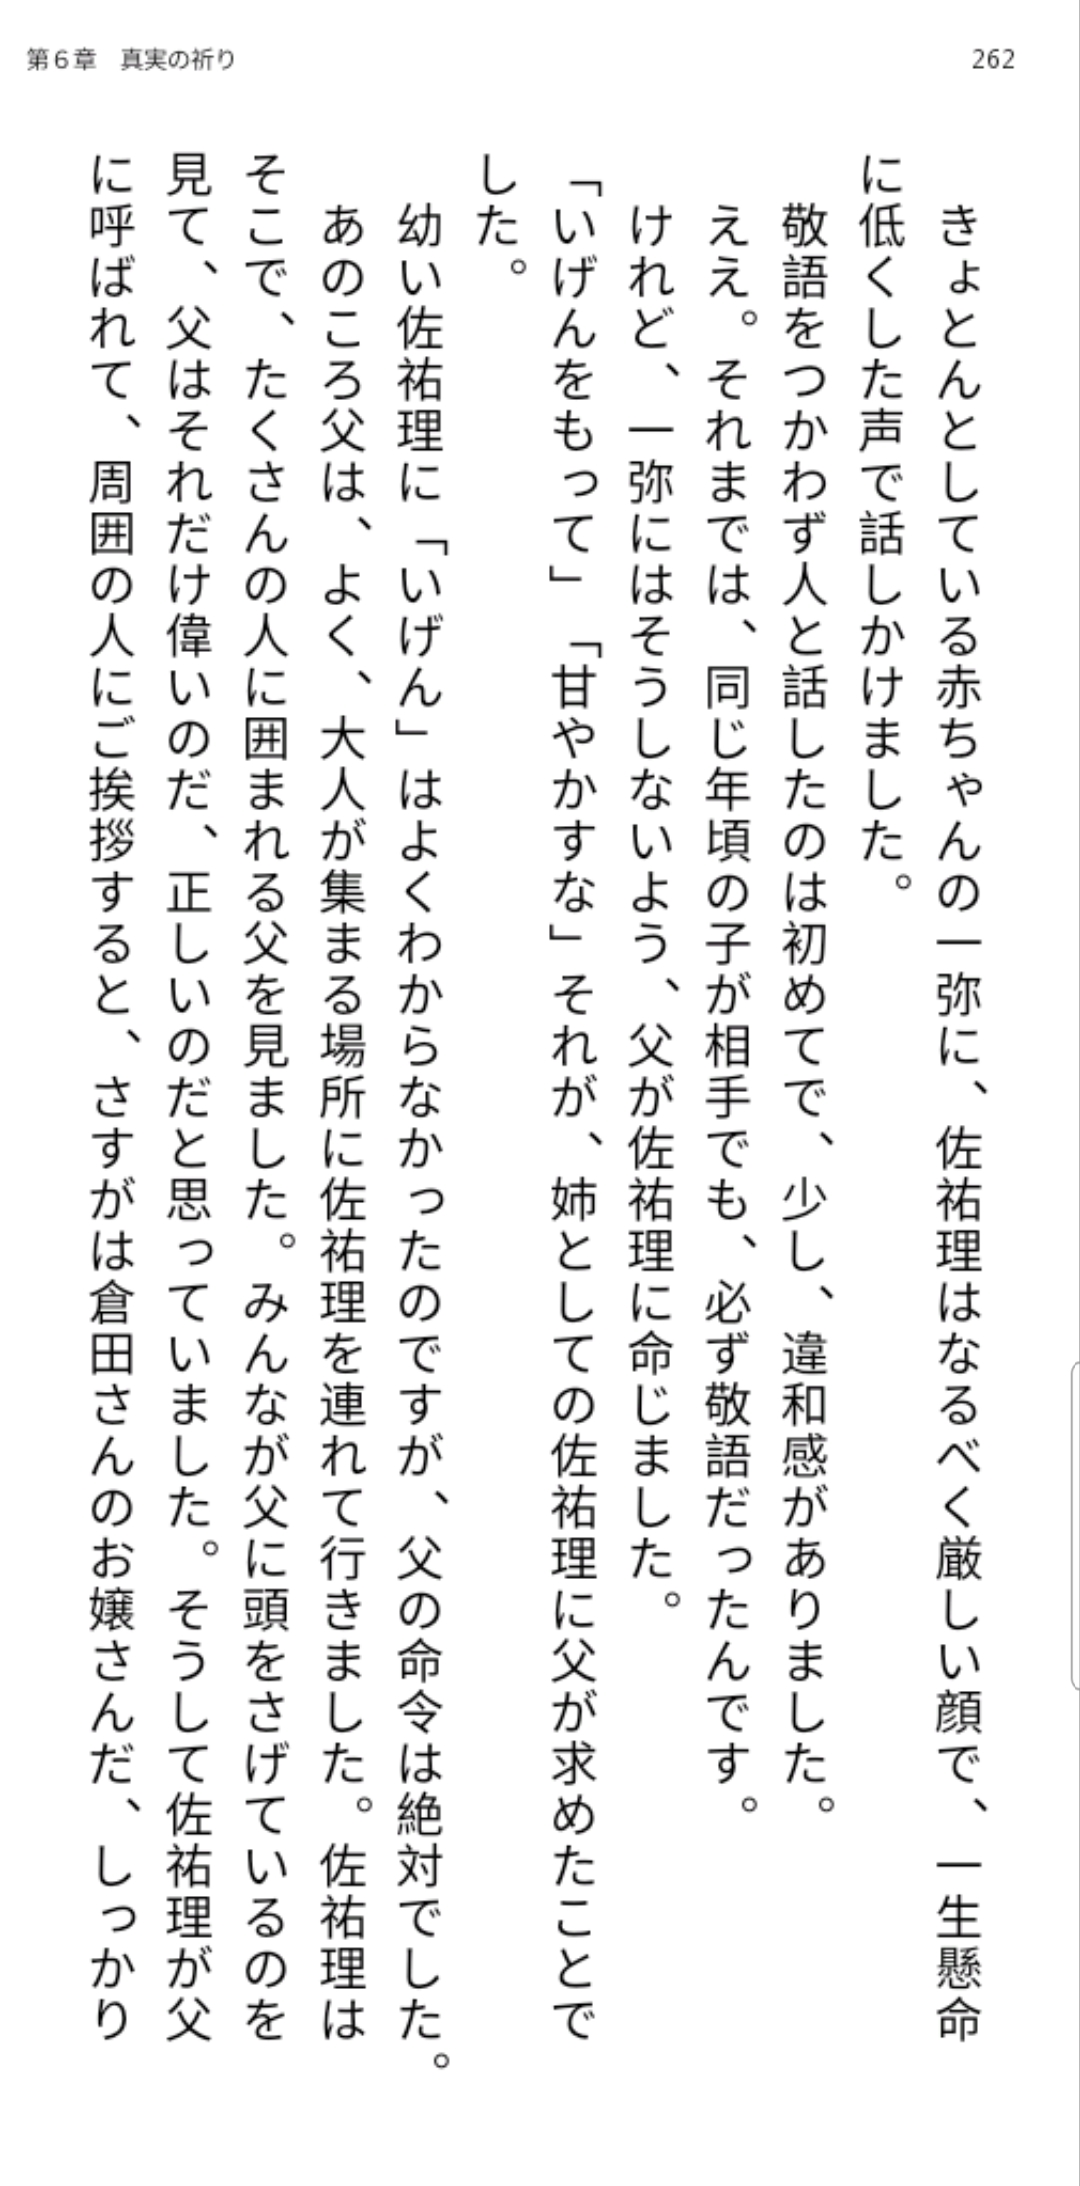 第6章　真実の祈り
262
　きょとんとしている赤ちゃんの一弥に、佐祐理はなるべく厳しい顔で、一生懸命
に低くした声で話しかけました。
　敬語をつかわず人と話したのは初めてで、少し、違和感がありました。
　ええ。それまでは、同じ年頃の子が相手でも、必ず敬語だったんです。
　けれど、一弥にはそうしないよう、父が佐祐理に命じました。
「いげんをもって」「甘やかすな」それが、姉としての佐祐理に父が求めたことで
した。
　幼い佐祐理に「いげん」はよくわからなかったのですが、父の命令は絶対でした。
　あのころ父は、よく、大人が集まる場所に佐祐理を連れて行きました。佐祐理は
そこで、たくさんの人に囲まれる父を見ました。みんなが父に頭をさげているのを
見て、父はそれだけ偉いのだ、正しいのだと思っていました。そうして佐祐理が父
に呼ばれて、周囲の人にご挨拶すると、さすがは倉田さんのお嬢さんだ、しっかり